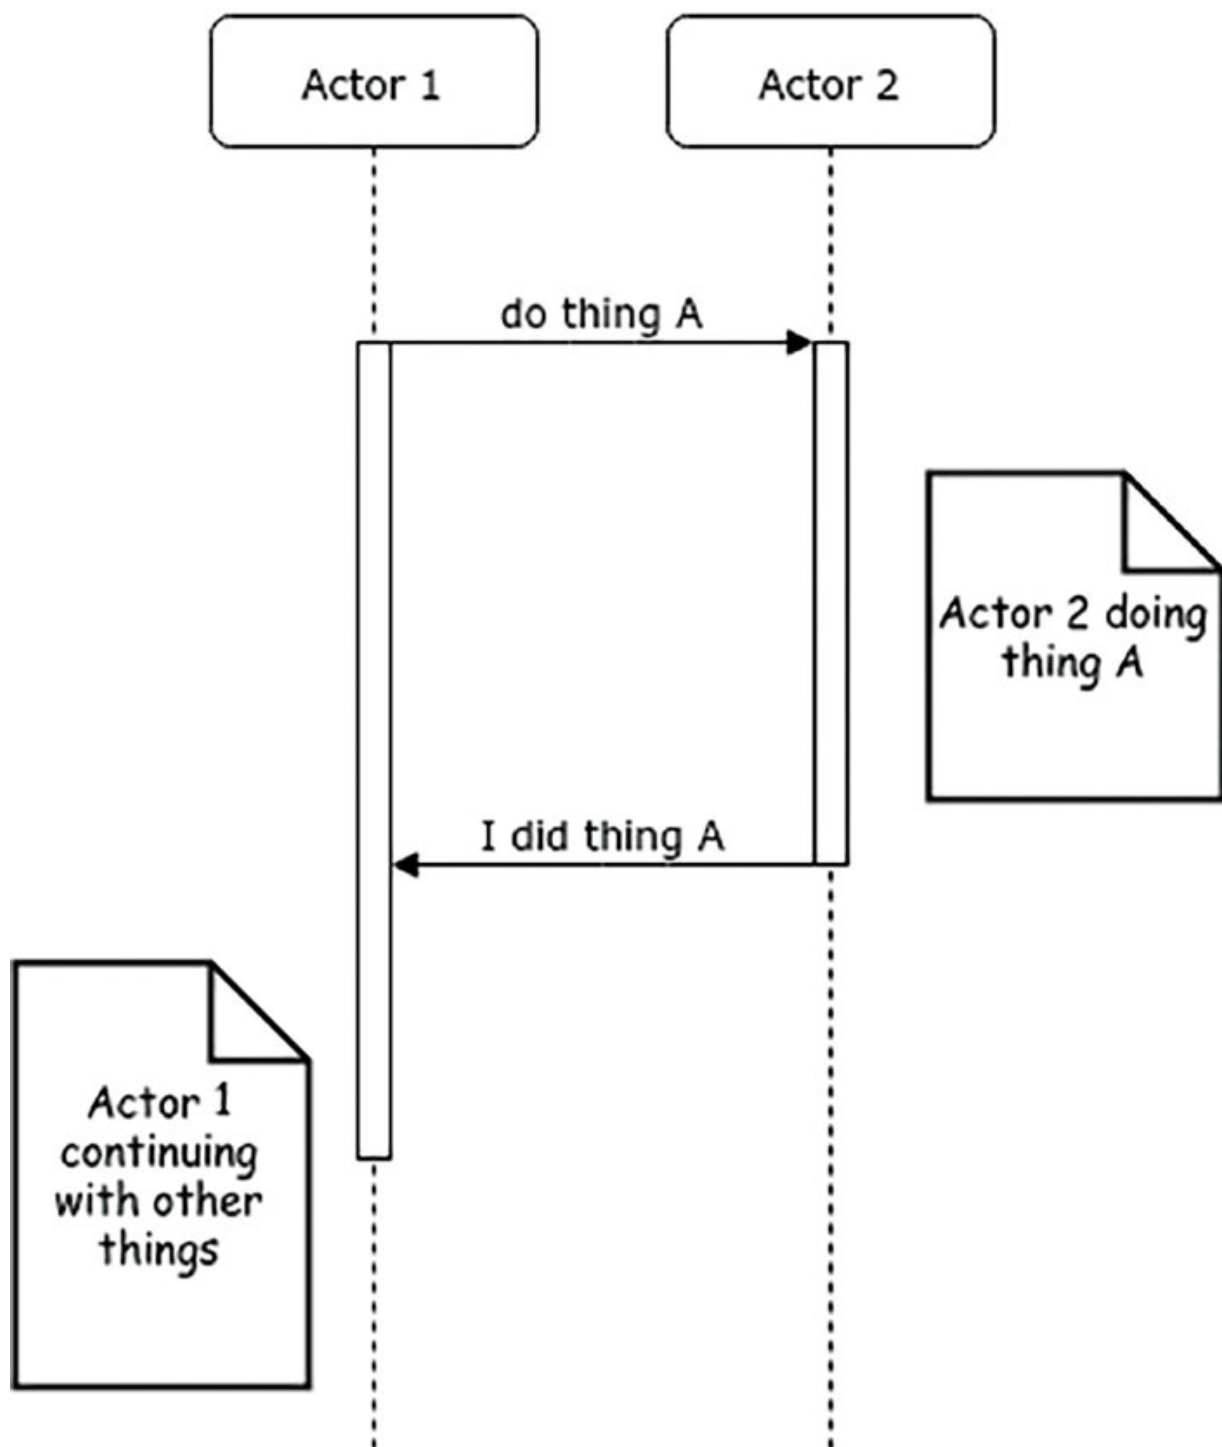 Actor 1
Actor 2
do thing A
Actor 2 doing
thing A
I did thing A
Actor 1
continuing
with other
things